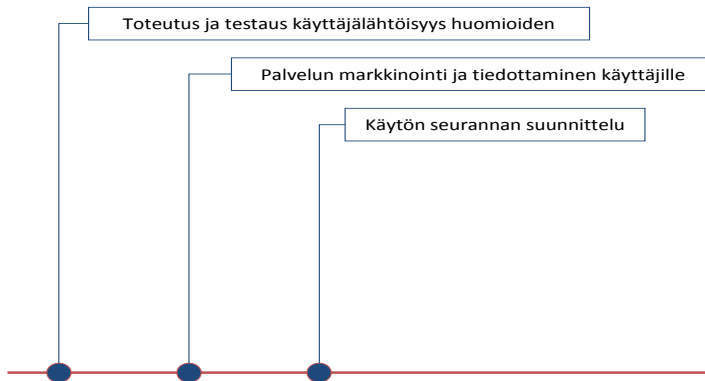 Toteutus ja testaus käyttäjälähtöisyys huomioiden
Palvelun markkinointi ja tiedottaminen käyttäjille
Käytön seurannan suunnittelu